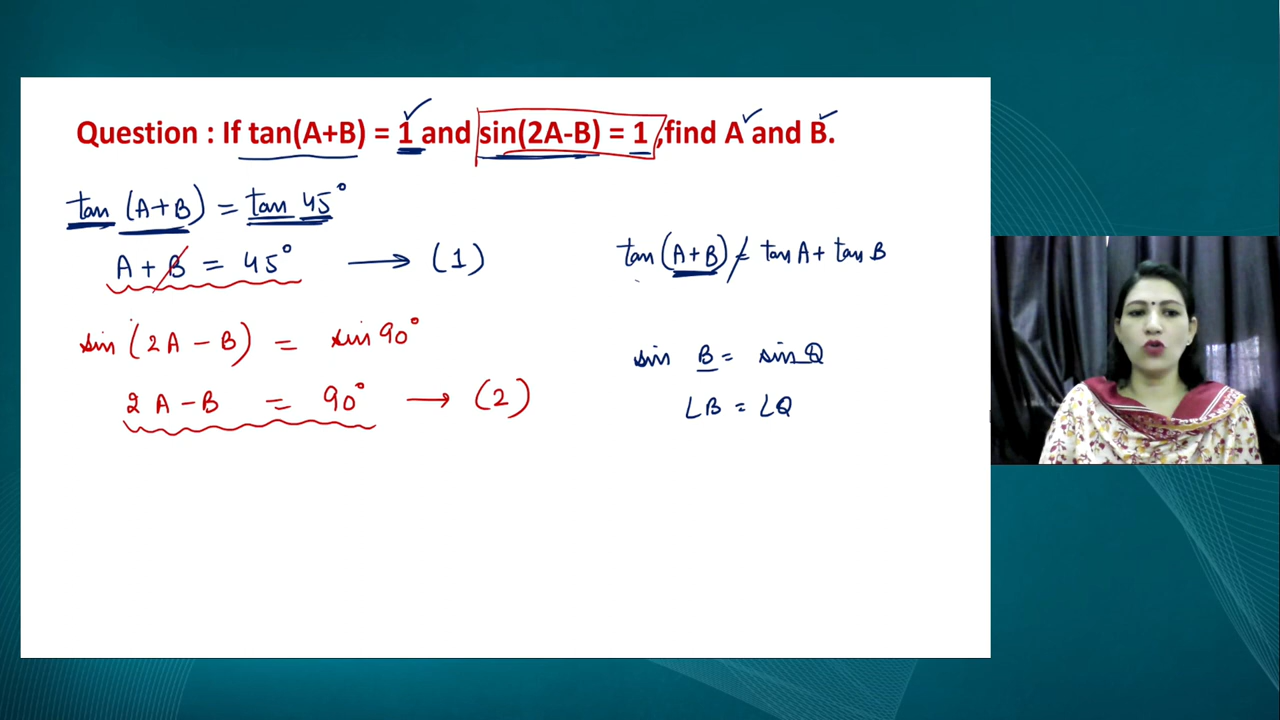 Question : If tan(A+B) = 1 and sin(2A-B) = 1 ,find A and B.
tan (A+B) = tan 45°
A + B = 45° ⟶ (1)
sin (2A - B) = sin 90°
2A - B = 90° ⟶ (2)
tan (A+B) ≠ tan A + tan B
sin B = sin Q
∠B = ∠Q